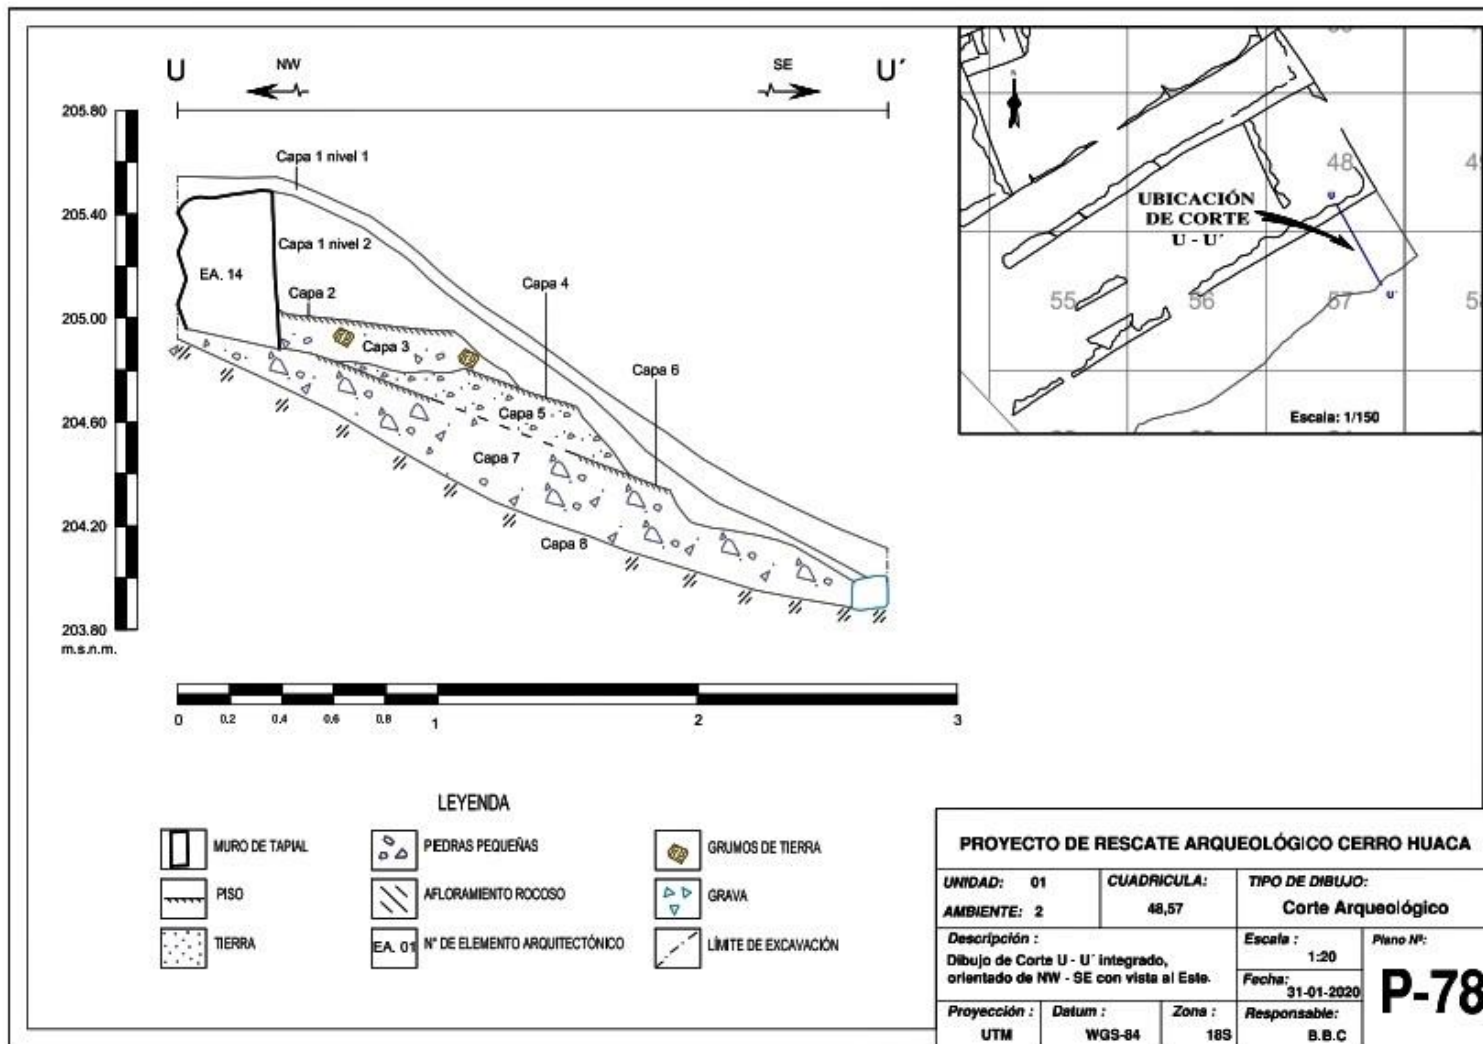 U
NW
SE
U´
205.80
205.40
205.00
204.60
204.20
203.80
m.s.n.m.
Capa 1 nivel 1
Capa 1 nivel 2
EA. 14
Capa 2
Capa 3
Capa 4
Capa 5
Capa 6
Capa 7
Capa 8
0 0.2 0.4 0.6 0.8 1 2 3
N
48
UBICACIÓN
DE CORTE
U - U´
U
U´
55
56
57
Escala: 1/150
LEYENDA
MURO DE TAPIAL
PISO
TIERRA
PIEDRAS PEQUEÑAS
AFLORAMIENTO ROCOSO
EA. 01 N° DE ELEMENTO ARQUITECTÓNICO
GRUMOS DE TIERRA
GRAVA
LÍMITE DE EXCAVACIÓN
PROYECTO DE RESCATE ARQUEOLÓGICO CERRO HUACA
UNIDAD: 01
AMBIENTE: 2
CUADRICULA:
48,57
TIPO DE DIBUJO:
Corte Arqueológico
Descripción :
Dibujo de Corte U - U´ integrado,
orientado de NW - SE con vista al Este.
Escala :
1:20
Fecha:
31-01-2020
Plano Nº:
P-78
Proyección :
UTM
Datum :
WGS-84
Zona :
18S
Responsable:
B.B.C